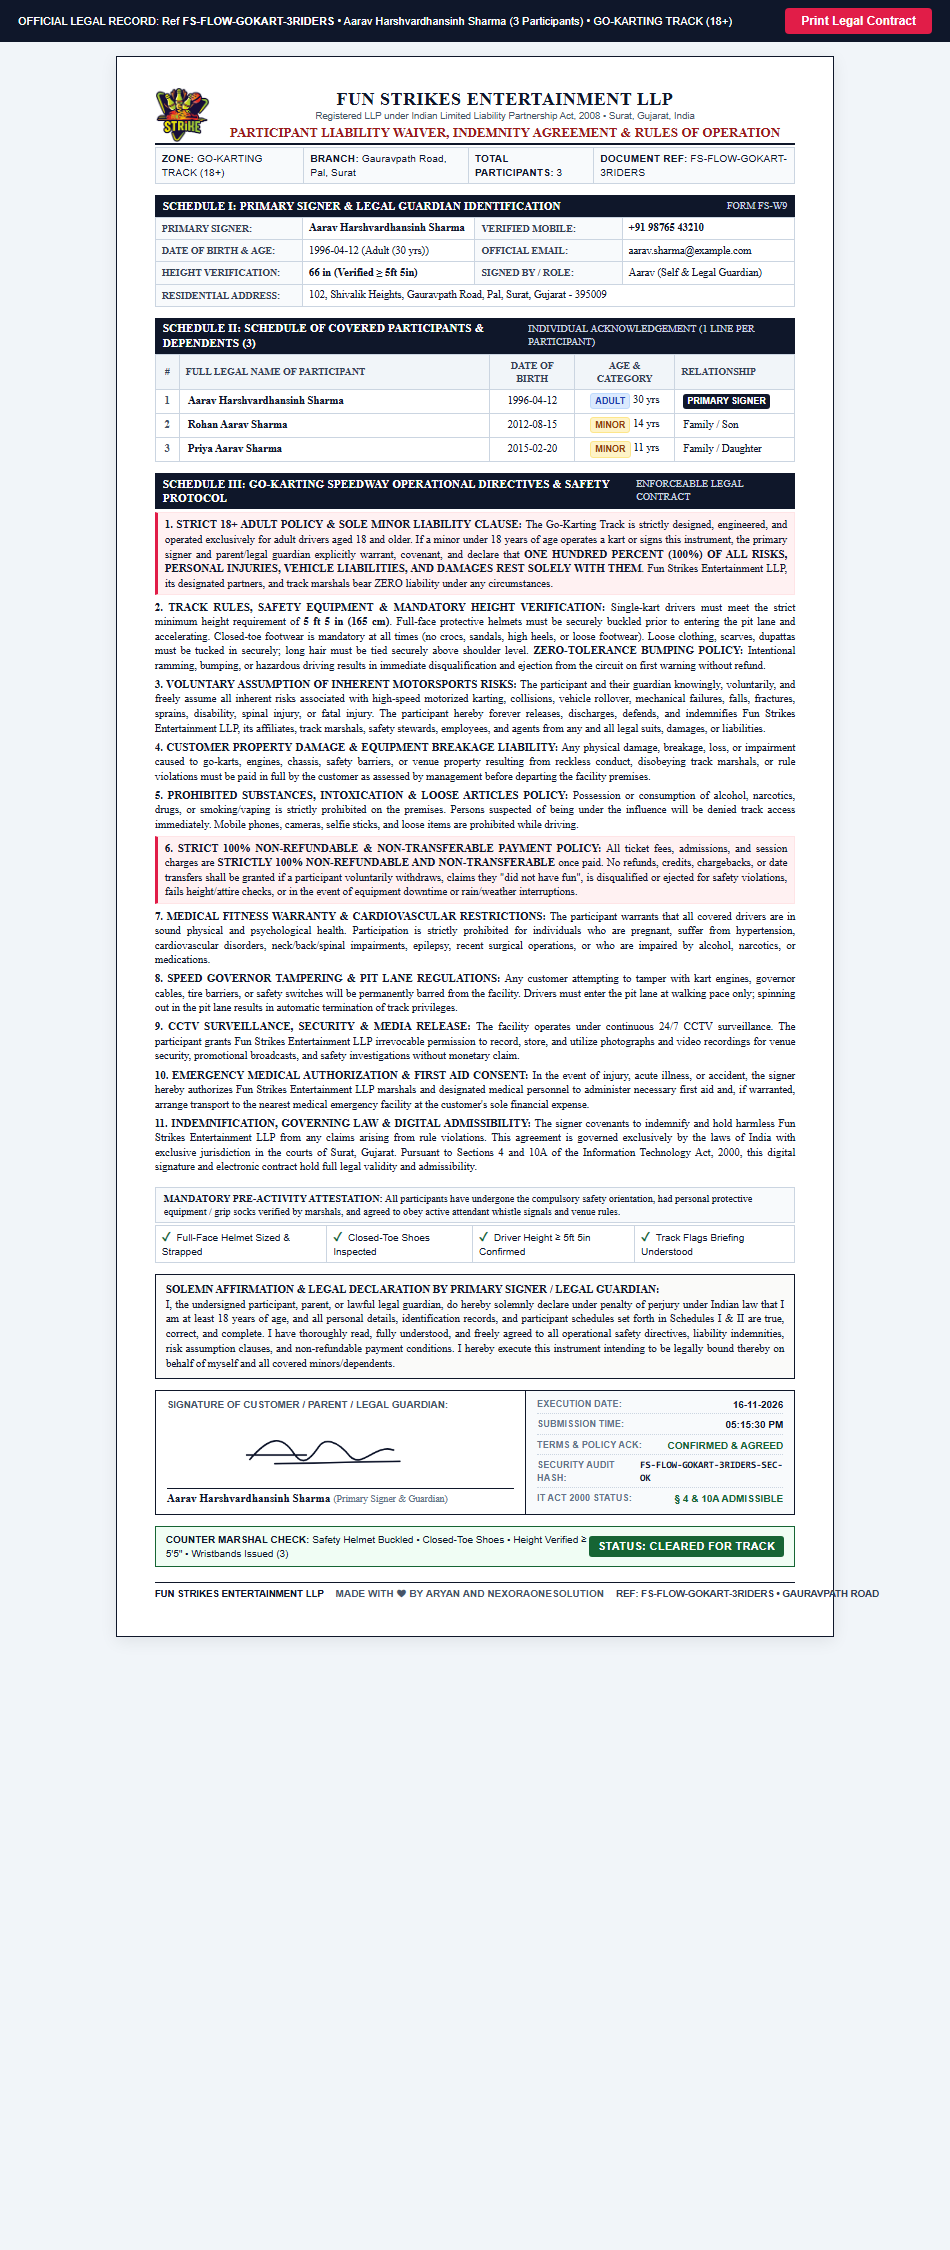 OFFICIAL LEGAL RECORD: Ref FS-FLOW-GOKART-3RIDERS • Aarav Harshvardhansinh Sharma (3 Participants) • GO-KARTING TRACK (18+)
Print Legal Contract
STRIKE
FUN STRIKES ENTERTAINMENT LLP
Registered LLP under Indian Limited Liability Partnership Act, 2008 • Surat, Gujarat, India
PARTICIPANT LIABILITY WAIVER, INDEMNITY AGREEMENT & RULES OF OPERATION
ZONE: GO-KARTING
TRACK (18+)
BRANCH: Gauravpath Road,
Pal, Surat
TOTAL
PARTICIPANTS: 3
DOCUMENT REF: FS-FLOW-GOKART-
3RIDERS
SCHEDULE I: PRIMARY SIGNER & LEGAL GUARDIAN IDENTIFICATION
FORM FS-W9
PRIMARY SIGNER: Aarav Harshvardhansinh Sharma VERIFIED MOBILE: +91 98765 43210
DATE OF BIRTH & AGE: 1996-04-12 (Adult (30 yrs)) OFFICIAL EMAIL: aarav.sharma@example.com
HEIGHT VERIFICATION: 66 in (Verified ≥ 5ft 5in) SIGNED BY / ROLE: Aarav (Self & Legal Guardian)
RESIDENTIAL ADDRESS: 102, Shivalik Heights, Gauravpath Road, Pal, Surat, Gujarat - 395009
SCHEDULE II: SCHEDULE OF COVERED PARTICIPANTS &
DEPENDENTS (3)
INDIVIDUAL ACKNOWLEDGEMENT (1 LINE PER
PARTICIPANT)
# FULL LEGAL NAME OF PARTICIPANT
DATE OF
BIRTH
AGE &
CATEGORY
RELATIONSHIP
1 Aarav Harshvardhansinh Sharma 1996-04-12 ADULT 30 yrs PRIMARY SIGNER
2 Rohan Aarav Sharma 2012-08-15 MINOR 14 yrs Family / Son
3 Priya Aarav Sharma 2015-02-20 MINOR 11 yrs Family / Daughter
SCHEDULE III: GO-KARTING SPEEDWAY OPERATIONAL DIRECTIVES & SAFETY
PROTOCOL
ENFORCEABLE LEGAL
CONTRACT
1. STRICT 18+ ADULT POLICY & SOLE MINOR LIABILITY CLAUSE: The Go-Karting Track is strictly designed, engineered, and
operated exclusively for adult drivers aged 18 and older. If a minor under 18 years of age operates a kart or signs this instrument, the primary
signer and parent/legal guardian explicitly warrant, covenant, and declare that ONE HUNDRED PERCENT (100%) OF ALL RISKS,
PERSONAL INJURIES, VEHICLE LIABILITIES, AND DAMAGES REST SOLELY WITH THEM. Fun Strikes Entertainment LLP,
its designated partners, and track marshals bear ZERO liability under any circumstances.
2. TRACK RULES, SAFETY EQUIPMENT & MANDATORY HEIGHT VERIFICATION: Single-kart drivers must meet the strict
minimum height requirement of 5 ft 5 in (165 cm). Full-face protective helmets must be securely buckled prior to entering the pit lane and
accelerating. Closed-toe footwear is mandatory at all times (no crocs, sandals, high heels, or loose footwear). Loose clothing, scarves, dupattas
must be tucked in securely; long hair must be tied securely above shoulder level. ZERO-TOLERANCE BUMPING POLICY: Intentional
ramming, bumping, or hazardous driving results in immediate disqualification and ejection from the circuit on first warning without refund.
3. VOLUNTARY ASSUMPTION OF INHERENT MOTORSPORTS RISKS: The participant and their guardian knowingly, voluntarily, and
freely assume all inherent risks associated with high-speed motorized karting, collisions, vehicle rollover, mechanical failures, falls, fractures,
sprains, disability, spinal injury, or fatal injury. The participant hereby forever releases, discharges, defends, and indemnifies Fun Strikes
Entertainment LLP, its affiliates, track marshals, safety stewards, employees, and agents from any and all legal suits, damages, or liabilities.
4. CUSTOMER PROPERTY DAMAGE & EQUIPMENT BREAKAGE LIABILITY: Any physical damage, breakage, loss, or impairment
caused to go-karts, engines, chassis, safety barriers, or venue property resulting from reckless conduct, disobeying track marshals, or rule
violations must be paid in full by the customer as assessed by management before departing the facility premises.
5. PROHIBITED SUBSTANCES, INTOXICATION & LOOSE ARTICLES POLICY: Possession or consumption of alcohol, narcotics,
drugs, or smoking/vaping is strictly prohibited on the premises. Persons suspected of being under the influence will be denied track access
immediately. Mobile phones, cameras, selfie sticks, and loose items are prohibited while driving.
6. STRICT 100% NON-REFUNDABLE & NON-TRANSFERABLE PAYMENT POLICY: All ticket fees, admissions, and session
charges are STRICTLY 100% NON-REFUNDABLE AND NON-TRANSFERABLE once paid. No refunds, credits, chargebacks, or date
transfers shall be granted if a participant voluntarily withdraws, claims they "did not have fun", is disqualified or ejected for safety violations,
fails height/attire checks, or in the event of equipment downtime or rain/weather interruptions.
7. MEDICAL FITNESS WARRANTY & CARDIOVASCULAR RESTRICTIONS: The participant warrants that all covered drivers are in
sound physical and psychological health. Participation is strictly prohibited for individuals who are pregnant, suffer from hypertension,
cardiovascular disorders, neck/back/spinal impairments, epilepsy, recent surgical operations, or who are impaired by alcohol, narcotics, or
medications.
8. SPEED GOVERNOR TAMPERING & PIT LANE REGULATIONS: Any customer attempting to tamper with kart engines, governor
cables, tire barriers, or safety switches will be permanently barred from the facility. Drivers must enter the pit lane at walking pace only; spinning
out in the pit lane results in automatic termination of track privileges.
9. CCTV SURVEILLANCE, SECURITY & MEDIA RELEASE: The facility operates under continuous 24/7 CCTV surveillance. The
participant grants Fun Strikes Entertainment LLP irrevocable permission to record, store, and utilize photographs and video recordings for venue
security, promotional broadcasts, and safety investigations without monetary claim.
10. EMERGENCY MEDICAL AUTHORIZATION & FIRST AID CONSENT: In the event of injury, acute illness, or accident, the signer
hereby authorizes Fun Strikes Entertainment LLP marshals and designated medical personnel to administer necessary first aid and, if warranted,
arrange transport to the nearest medical emergency facility at the customer's sole financial expense.
11. INDEMNIFICATION, GOVERNING LAW & DIGITAL ADMISSIBILITY: The signer covenants to indemnify and hold harmless Fun
Strikes Entertainment LLP from any claims arising from rule violations. This agreement is governed exclusively by the laws of India with
exclusive jurisdiction in the courts of Surat, Gujarat. Pursuant to Sections 4 and 10A of the Information Technology Act, 2000, this digital
signature and electronic contract hold full legal validity and admissibility.
MANDATORY PRE-ACTIVITY ATTESTATION: All participants have undergone the compulsory safety orientation, had personal protective
equipment / grip socks verified by marshals, and agreed to obey active attendant whistle signals and venue rules.
✓ Full-Face Helmet Sized &
Strapped
✓ Closed-Toe Shoes
Inspected
✓ Driver Height ≥ 5ft 5in
Confirmed
✓ Track Flags Briefing
Understood
SOLEMN AFFIRMATION & LEGAL DECLARATION BY PRIMARY SIGNER / LEGAL GUARDIAN:
I, the undersigned participant, parent, or lawful legal guardian, do hereby solemnly declare under penalty of perjury under Indian law that I
am at least 18 years of age, and all personal details, identification records, and participant schedules set forth in Schedules I & II are true,
correct, and complete. I have thoroughly read, fully understood, and freely agreed to all operational safety directives, liability indemnities,
risk assumption clauses, and non-refundable payment conditions. I hereby execute this instrument intending to be legally bound thereby on
behalf of myself and all covered minors/dependents.
SIGNATURE OF CUSTOMER / PARENT / LEGAL GUARDIAN:
Aarav Harshvardhansinh Sharma (Primary Signer & Guardian)
EXECUTION DATE: 16-11-2026
SUBMISSION TIME: 05:15:30 PM
TERMS & POLICY ACK: CONFIRMED & AGREED
SECURITY AUDIT
HASH:
FS-FLOW-GOKART-3RIDERS-SEC-
OK
IT ACT 2000 STATUS: § 4 & 10A ADMISSIBLE
COUNTER MARSHAL CHECK: Safety Helmet Buckled • Closed-Toe Shoes • Height Verified ≥
5'5" • Wristbands Issued (3)
STATUS: CLEARED FOR TRACK
FUN STRIKES ENTERTAINMENT LLP MADE WITH ♥ BY ARYAN AND NEXORAONESOLUTION REF: FS-FLOW-GOKART-3RIDERS • GAURAVPATH ROAD